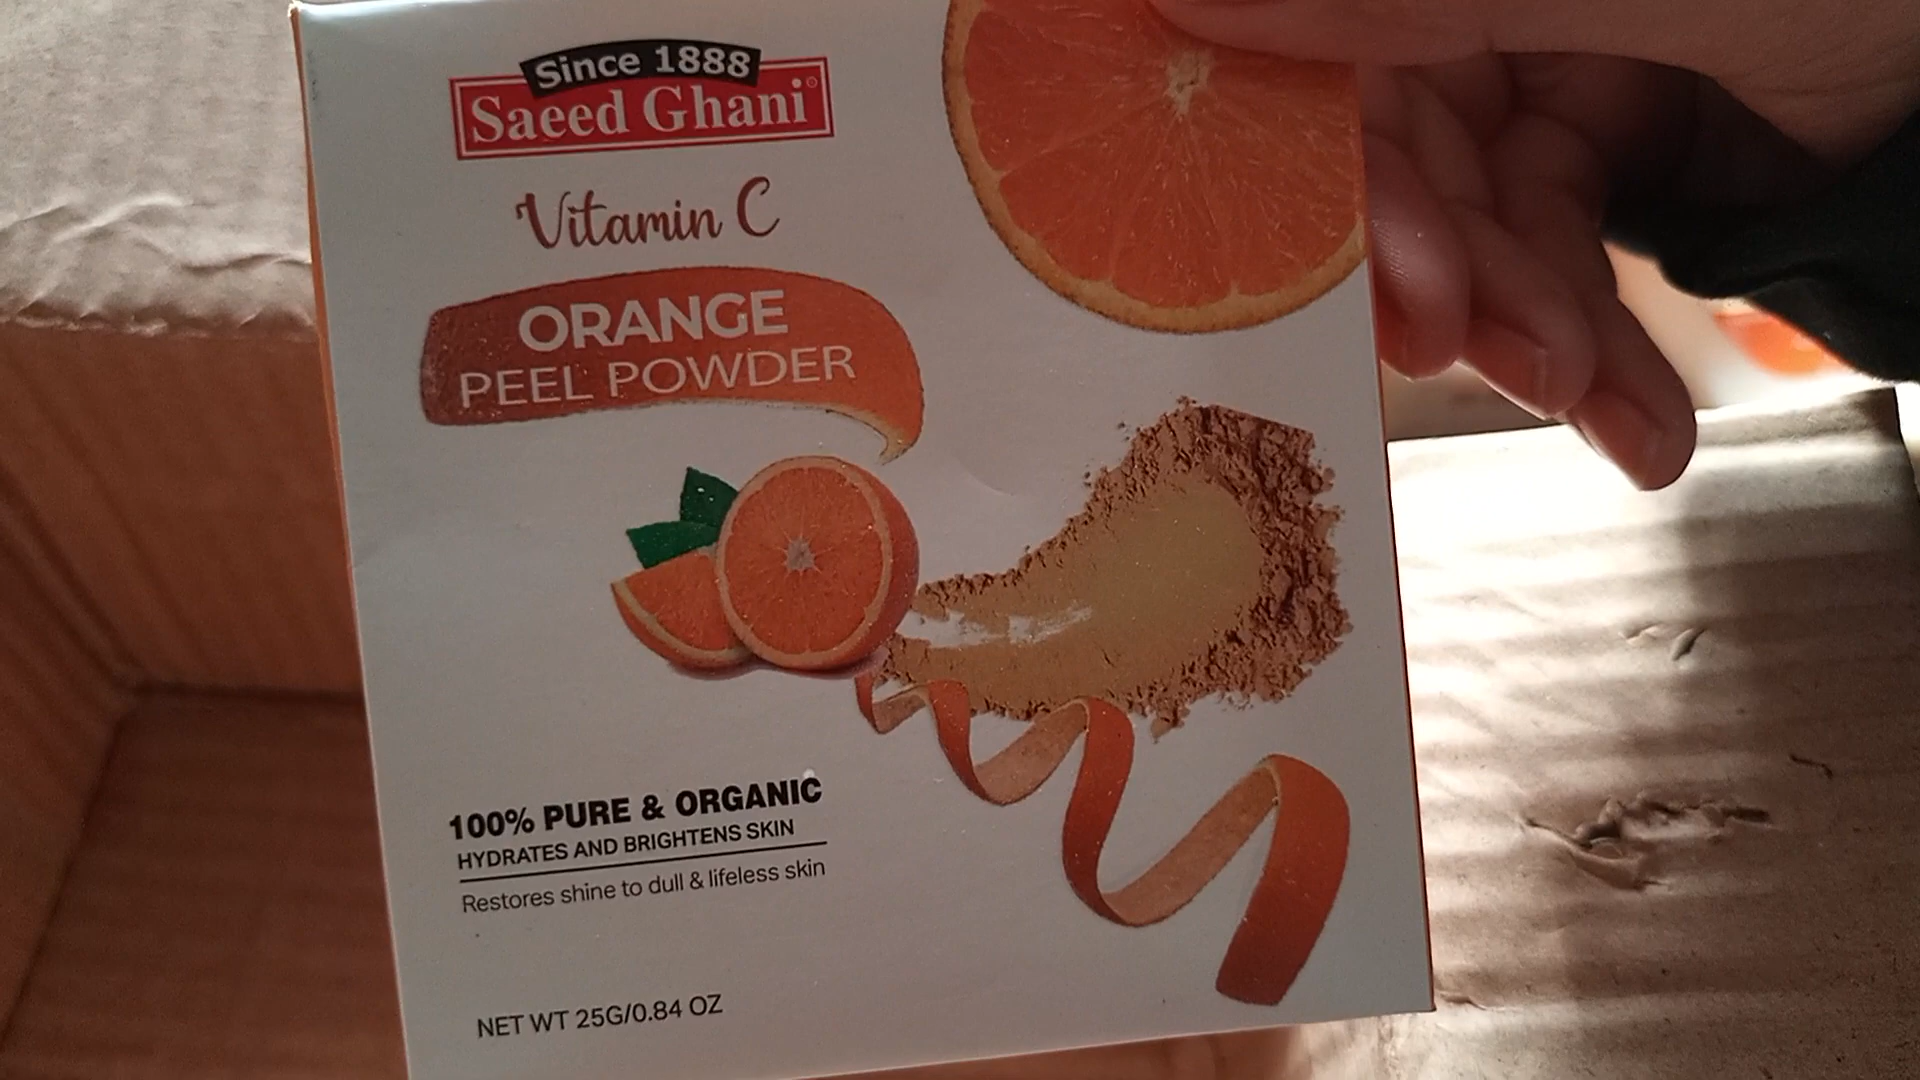 Since 1888
Saeed Ghani
Vitamin C
ORANGE
PEEL POWDER
100% PURE & ORGANIC
HYDRATES AND BRIGHTENS SKIN
Restores shine to dull & lifeless skin
NET WT 25G/0.84 OZ